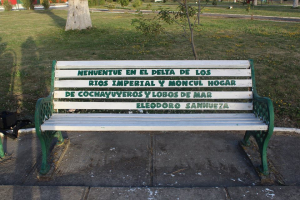 NEHUENTUE EN EL DELTA DE LOS
RIOS IMPERIAL Y MONCUL HOGAR
DE COCHAYUYEROS Y LOBOS DE MAR
ELEODORO SANHUEZA